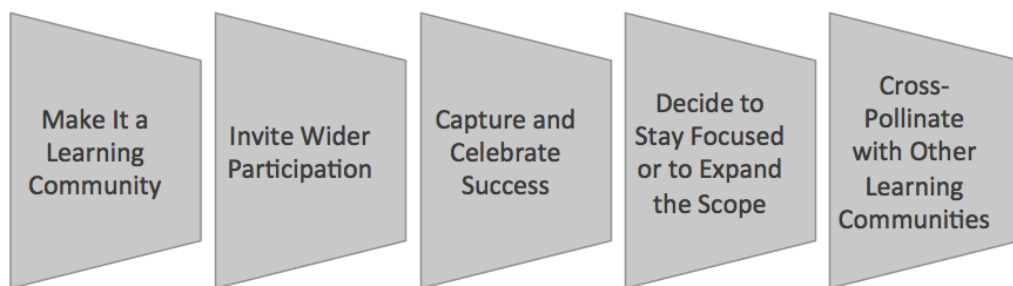 Make It a
Learning
Community
Invite Wider
Participation
Capture and
Celebrate
Success
Decide to
Stay Focused
or to Expand
the Scope
Cross-
Pollinate
with Other
Learning
Communities